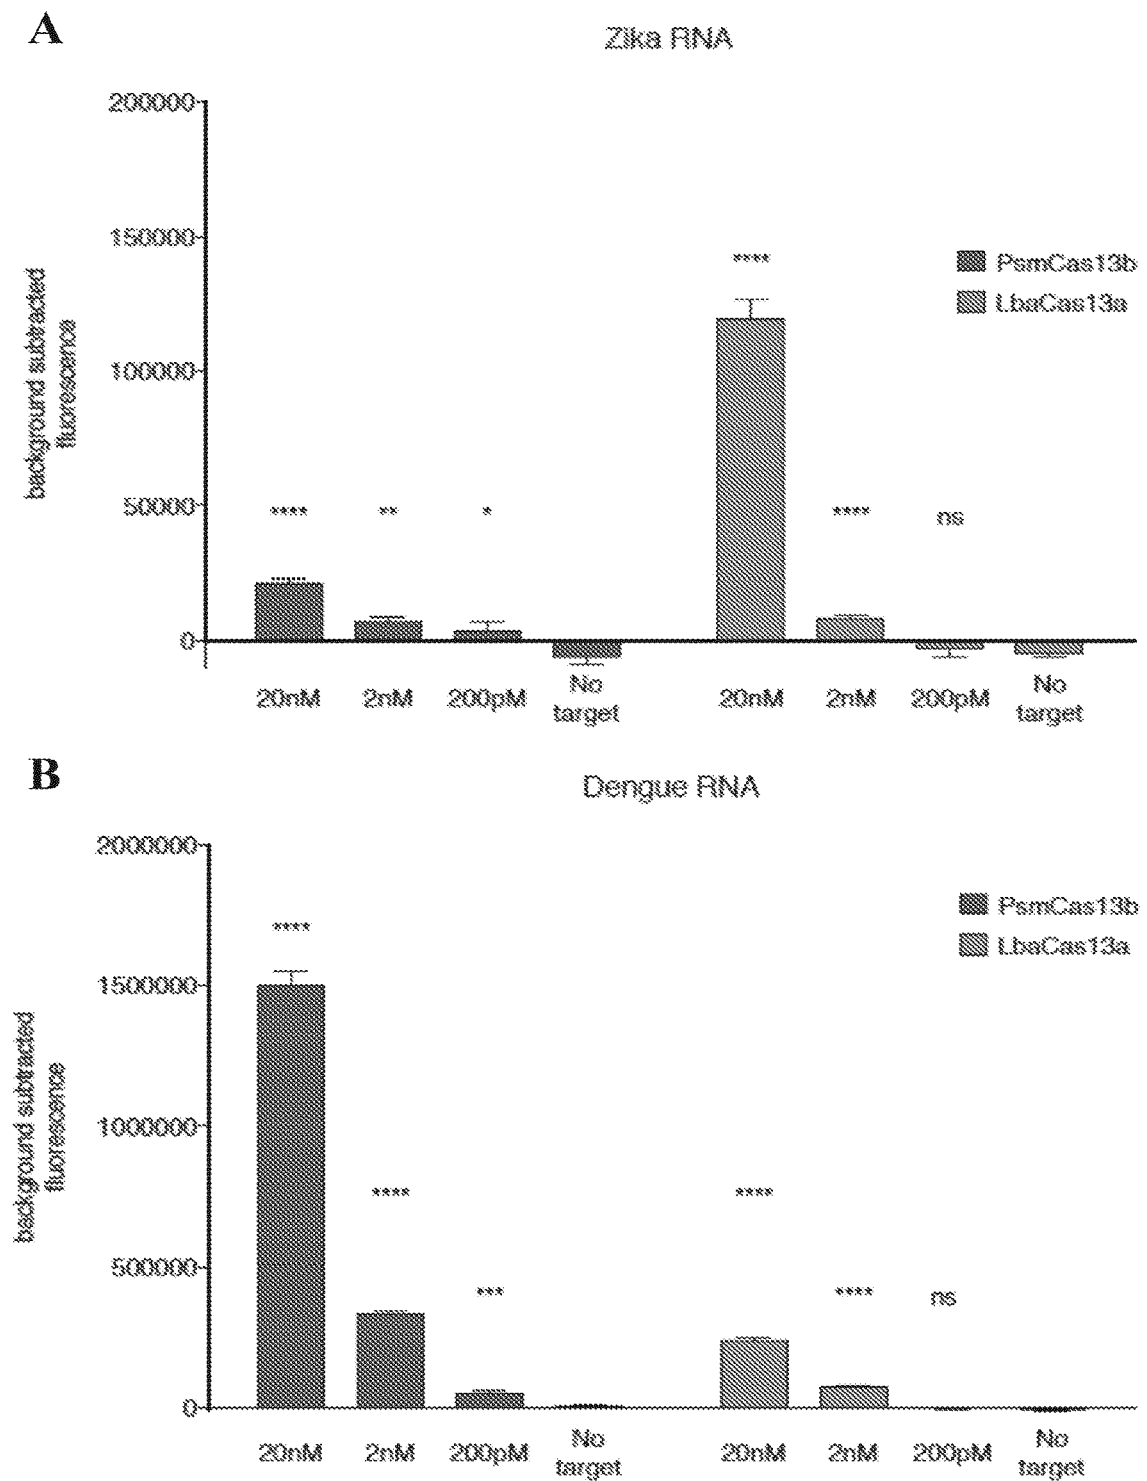 A
Zika RNA
200000
150000
100000
50000
0
background subtracted
fluorescence
PsmCas13b
LbaCas13a
**** ** * **** **** ns
20nM 2nM 200pM No target 20nM 2nM 200pM No target
B
Dengue RNA
2000000
1500000
1000000
500000
0
background subtracted
fluorescence
PsmCas13b
LbaCas13a
**** **** *** **** **** ns
20nM 2nM 200pM No target 20nM 2nM 200pM No target